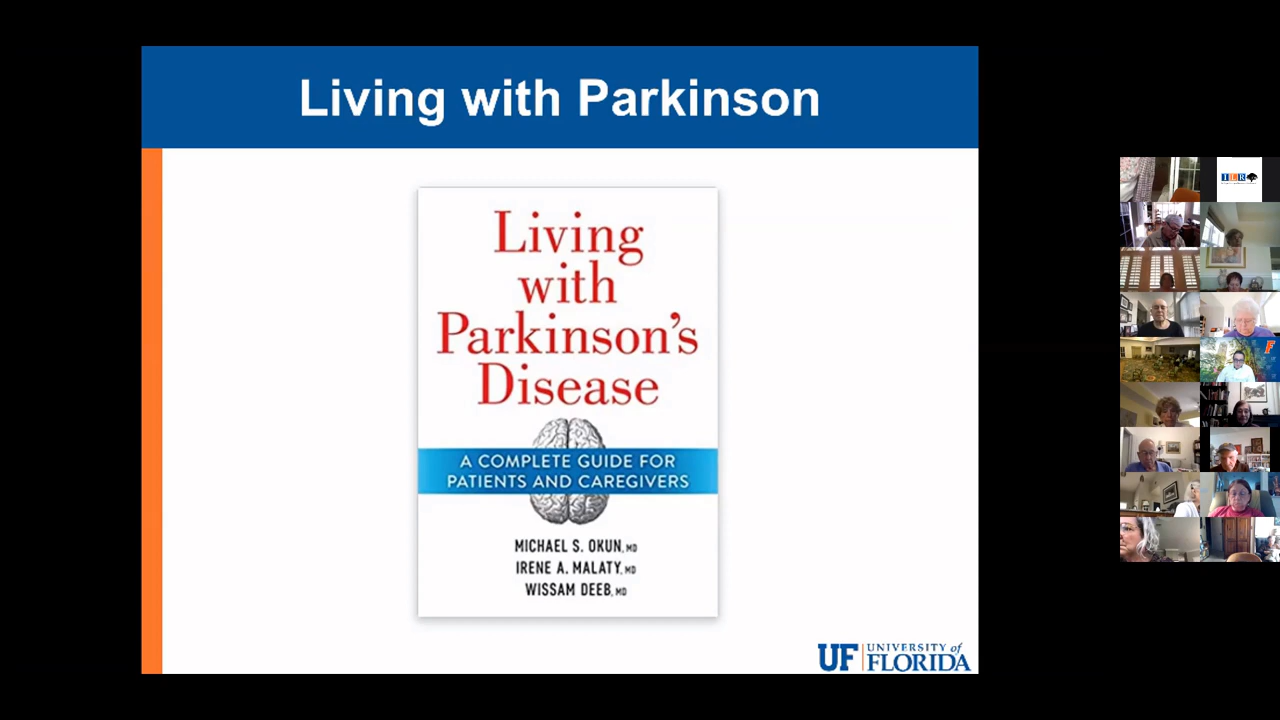 Living with Parkinson
Living
with
Parkinson's
Disease
A COMPLETE GUIDE FOR
PATIENTS AND CAREGIVERS
MICHAEL S. OKUN, MD
IRENE A. MALATY, MD
WISSAM DEEB, MD
UF UNIVERSITY of
FLORIDA
ILR
F